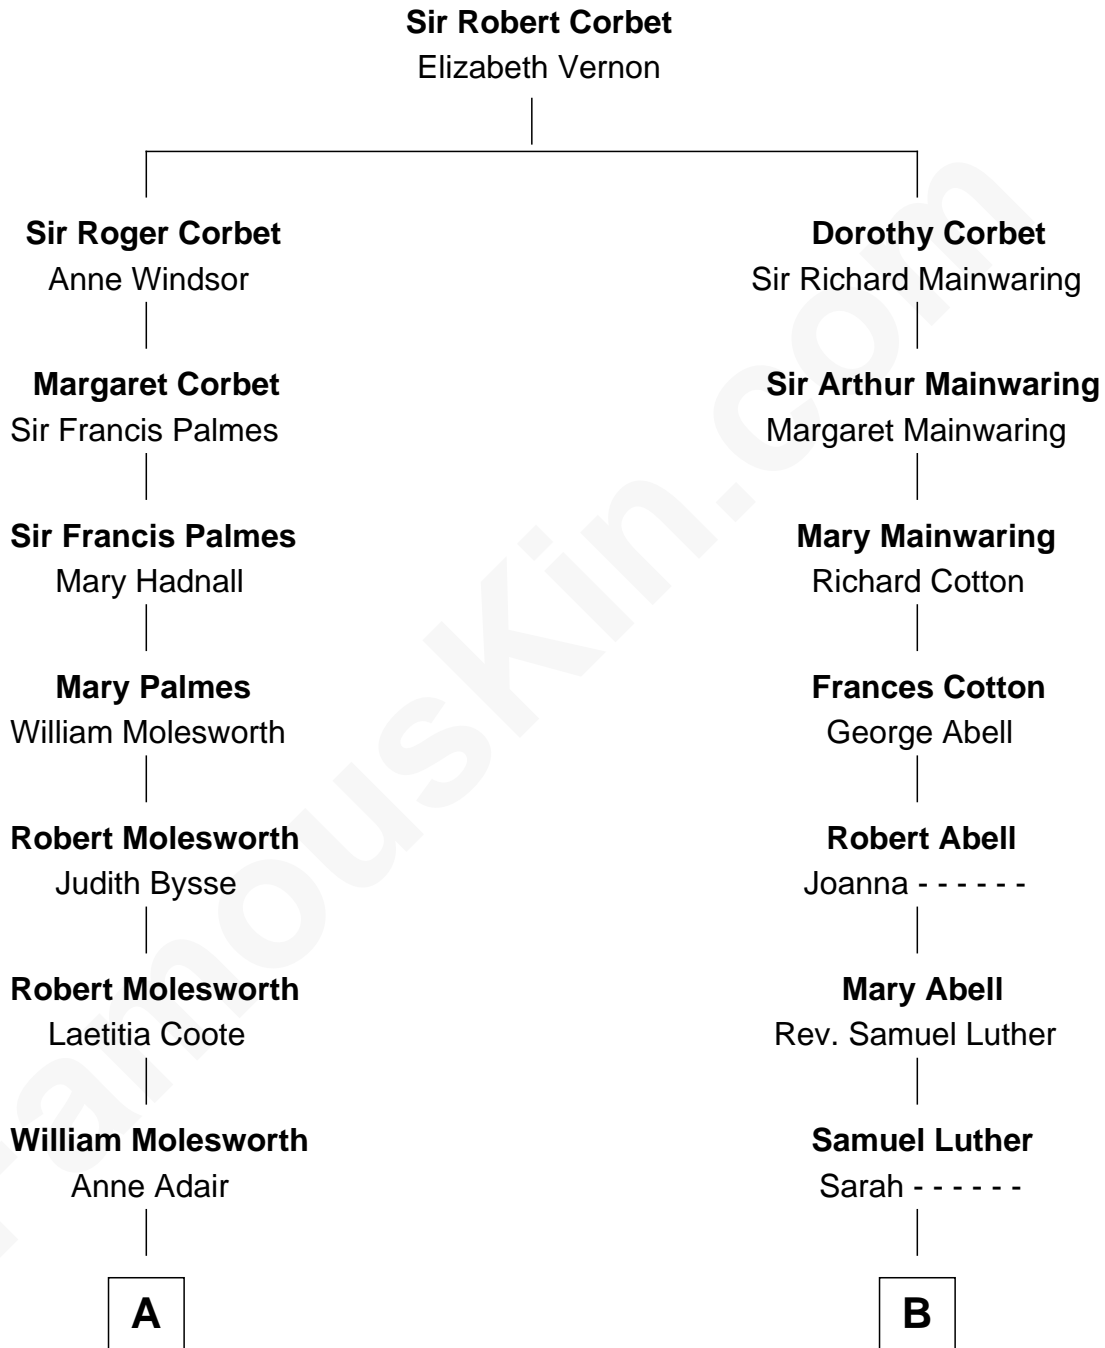 Sir Robert Corbet
Elizabeth Vernon
Sir Roger Corbet
Anne Windsor
Dorothy Corbet
Sir Richard Mainwaring
Margaret Corbet
Sir Francis Palmes
Sir Arthur Mainwaring
Margaret Mainwaring
Sir Francis Palmes
Mary Hadnall
Mary Mainwaring
Richard Cotton
Mary Palmes
William Molesworth
Frances Cotton
George Abell
Robert Molesworth
Judith Bysse
Robert Abell
Joanna - - - - - -
Robert Molesworth
Laetitia Coote
Mary Abell
Rev. Samuel Luther
William Molesworth
Anne Adair
Samuel Luther
Sarah - - - - - -
A
B
FamousKin.com